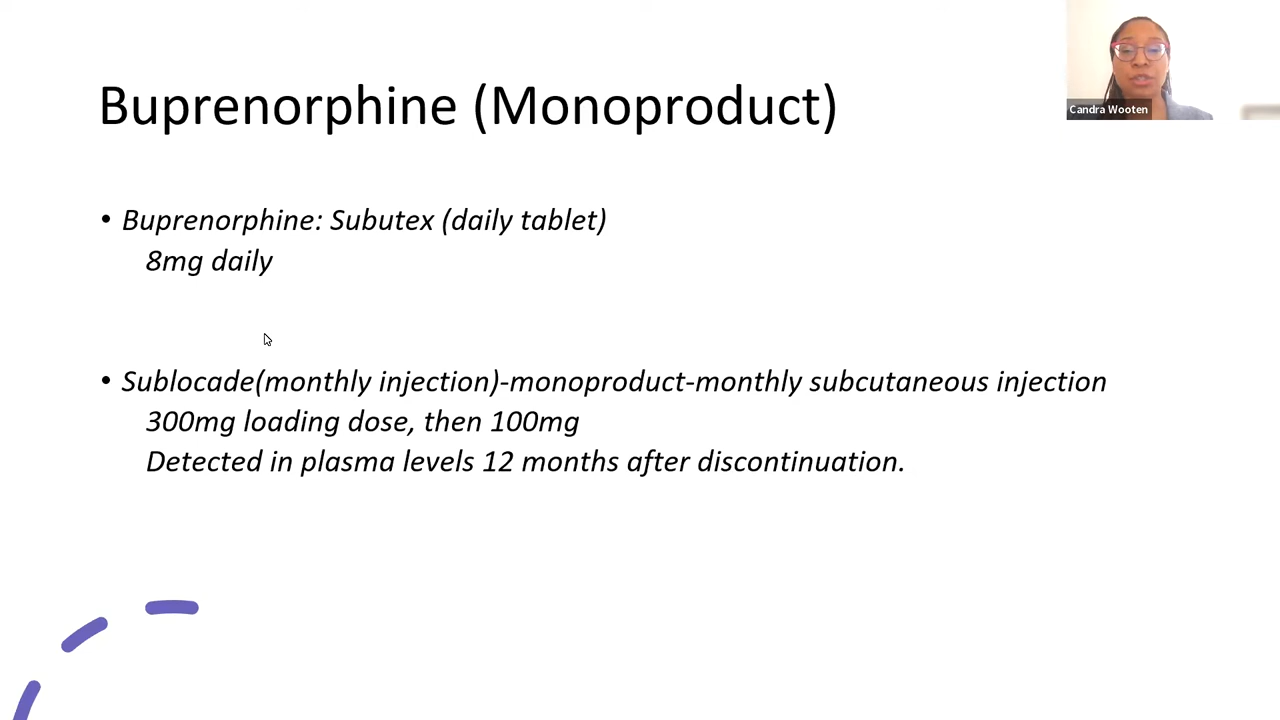 Buprenorphine (Monoproduct)
Candra Wooten
• Buprenorphine: Subutex (daily tablet)
8mg daily
• Sublocade(monthly injection)-monoproduct-monthly subcutaneous injection
300mg loading dose, then 100mg
Detected in plasma levels 12 months after discontinuation.